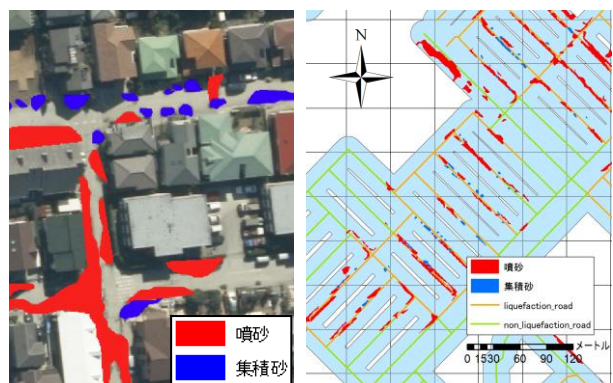 噴砂
集積砂
N
噴砂
集積砂
liquefaction_road
non_liquefaction_road
0 1530 60 90 120
メートル